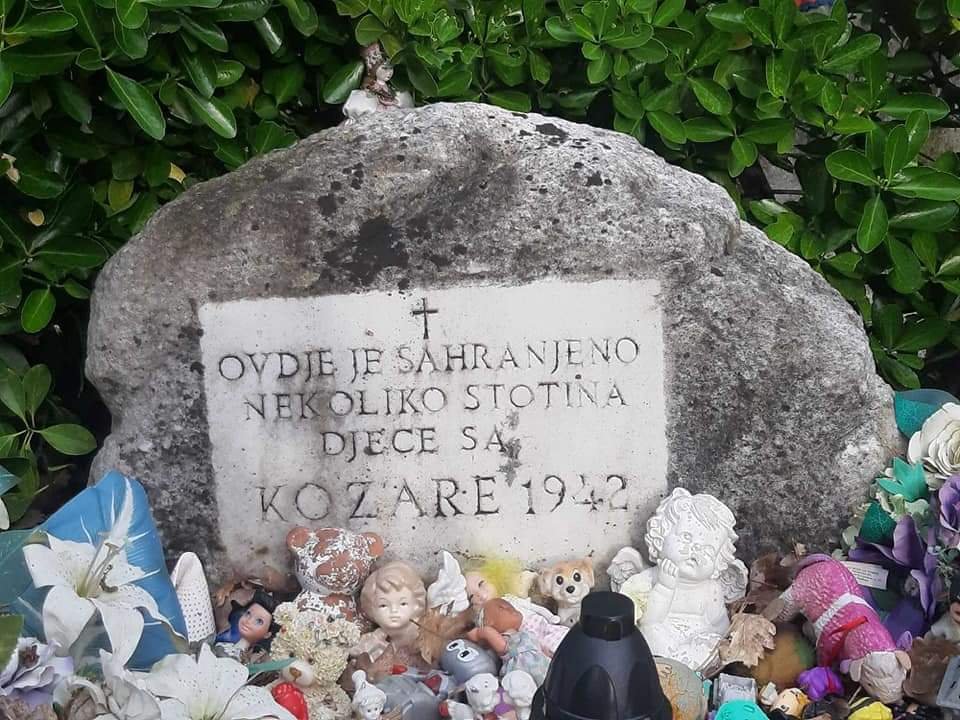 OVDJE JE SAHRANJENO
NEKOLIKO STOTINA
DJECE SA
KOZARE 1942